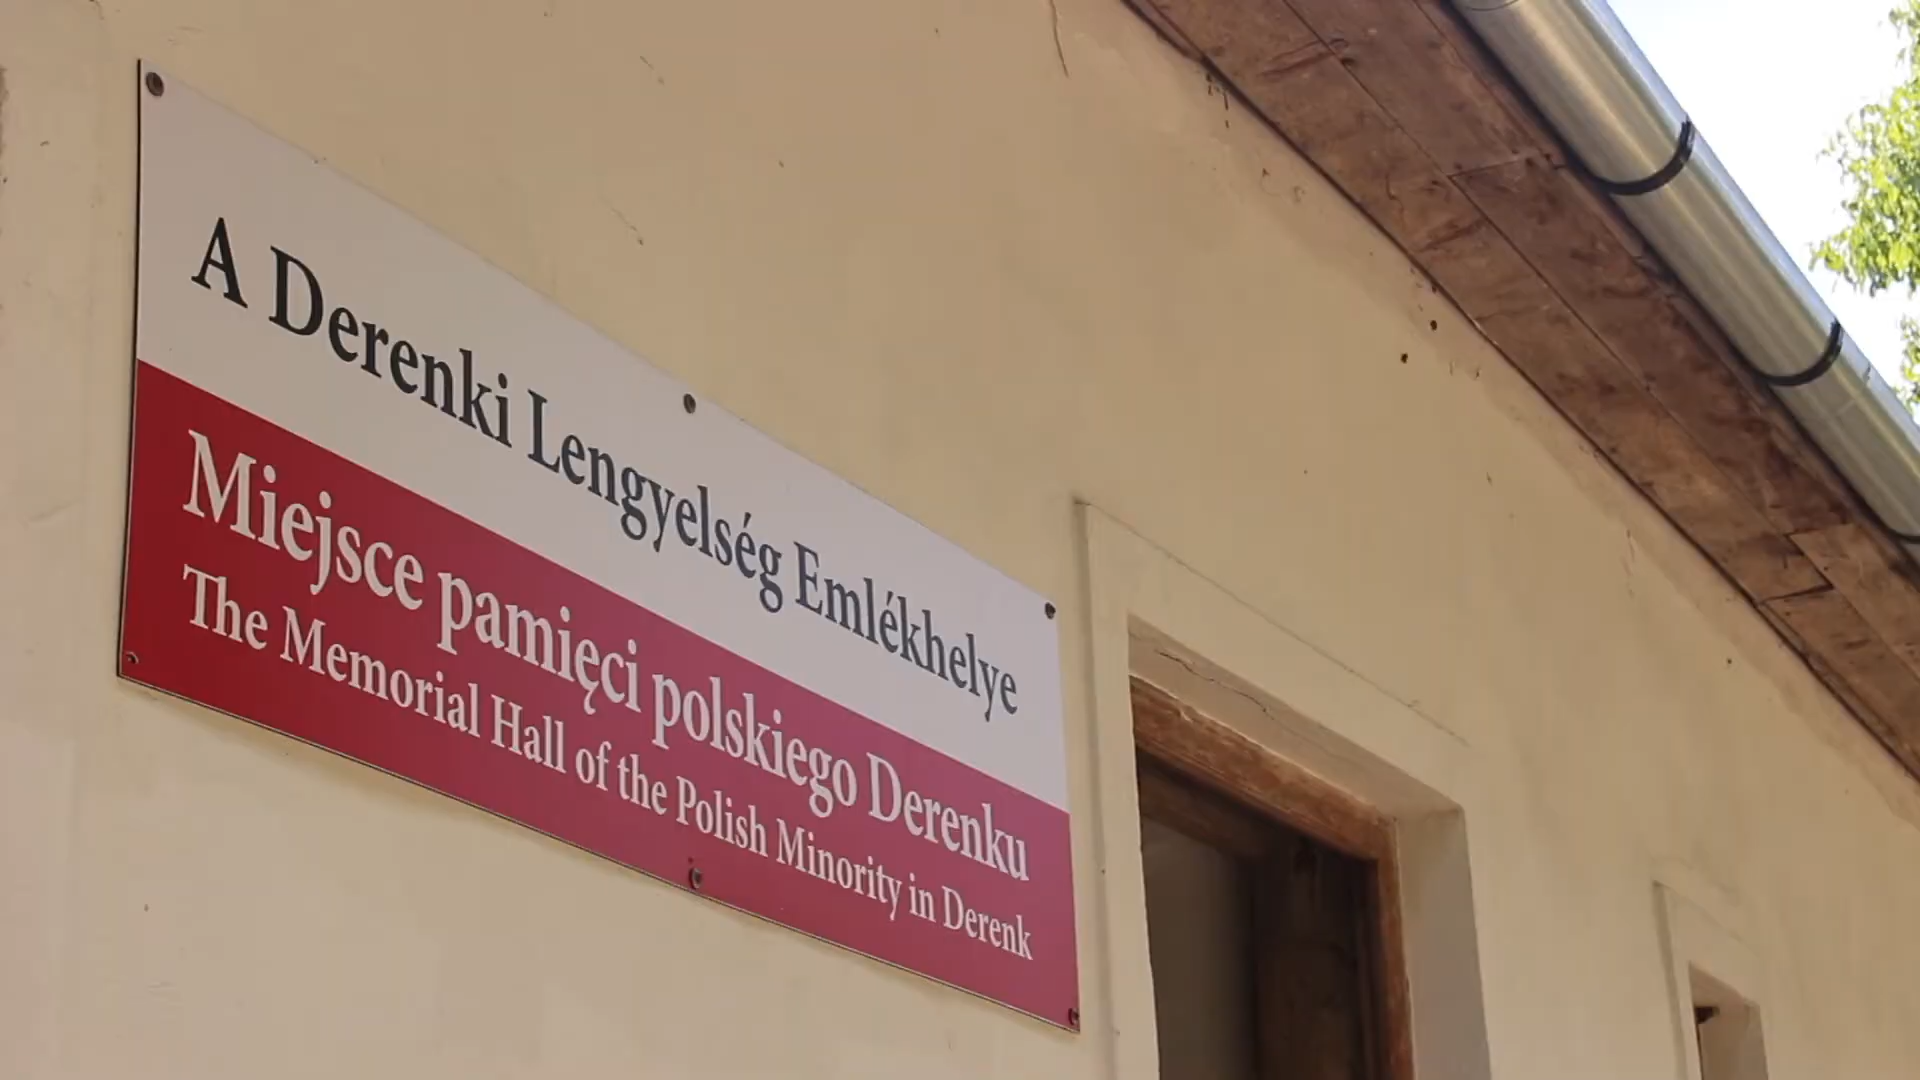 A Derenki Lengyelség Emlékhelye
Miejsce pamięci polskiego Derenku
The Memorial Hall of the Polish Minority in Derenk